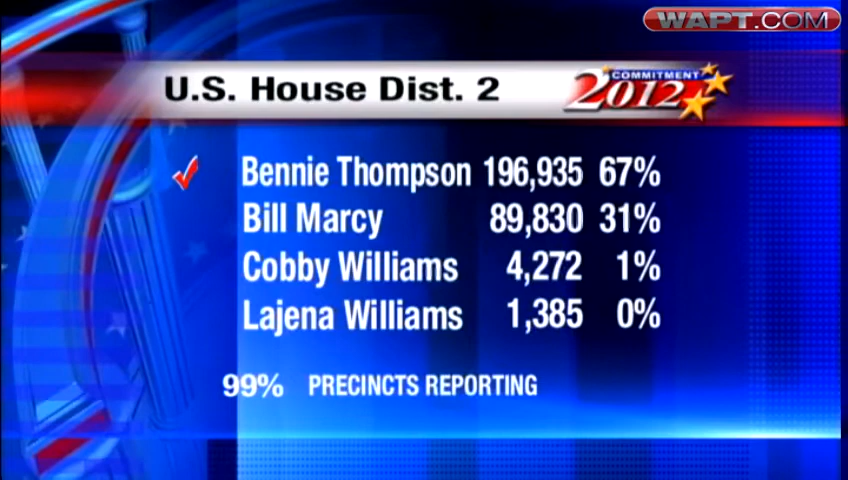 WAPT.COM
U.S. House Dist. 2
COMMITMENT
2012
Bennie Thompson 196,935 67%
Bill Marcy 89,830 31%
Cobby Williams 4,272 1%
Lajena Williams 1,385 0%
99% PRECINCTS REPORTING